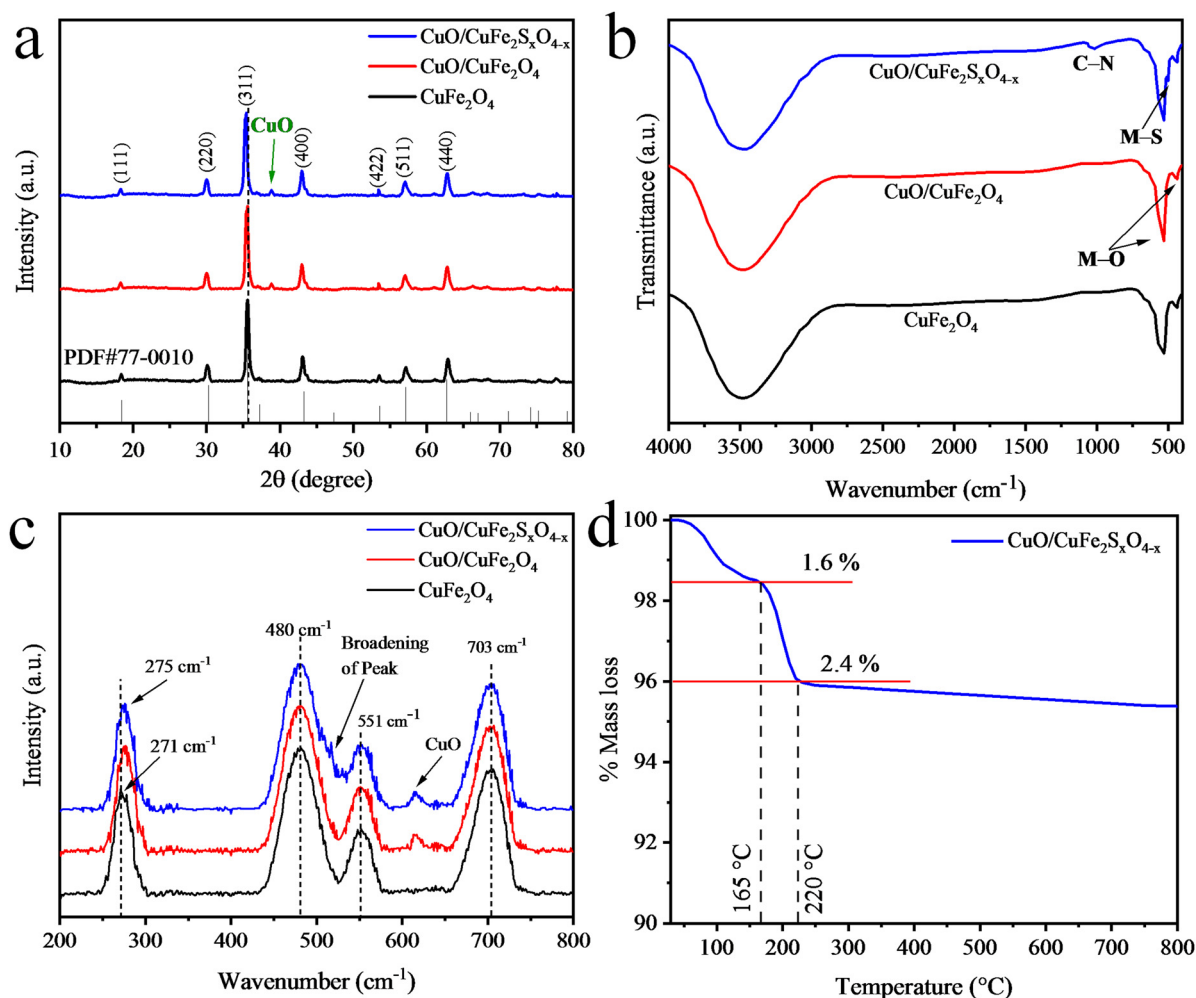 a
CuO/CuFe₂SₓO₄₋ₓ
CuO/CuFe₂O₄
CuFe₂O₄
(111)
(220)
(311)
CuO
(400)
(422)
(511)
(440)
PDF#77-0010
Intensity (a.u.)
10 20 30 40 50 60 70 80
2θ (degree)
b
CuO/CuFe₂SₓO₄₋ₓ
C–N
M–S
CuO/CuFe₂O₄
M–O
CuFe₂O₄
Transmittance (a.u.)
4000 3500 3000 2500 2000 1500 1000 500
Wavenumber (cm⁻¹)
c
CuO/CuFe₂SₓO₄₋ₓ
CuO/CuFe₂O₄
CuFe₂O₄
275 cm⁻¹
271 cm⁻¹
480 cm⁻¹
Broadening
of Peak
551 cm⁻¹
CuO
703 cm⁻¹
Intensity (a.u.)
200 300 400 500 600 700 800
Wavenumber (cm⁻¹)
d
CuO/CuFe₂SₓO₄₋ₓ
1.6 %
2.4 %
165 °C
220 °C
% Mass loss
100
98
96
94
92
90
100 200 300 400 500 600 700 800
Temperature (°C)